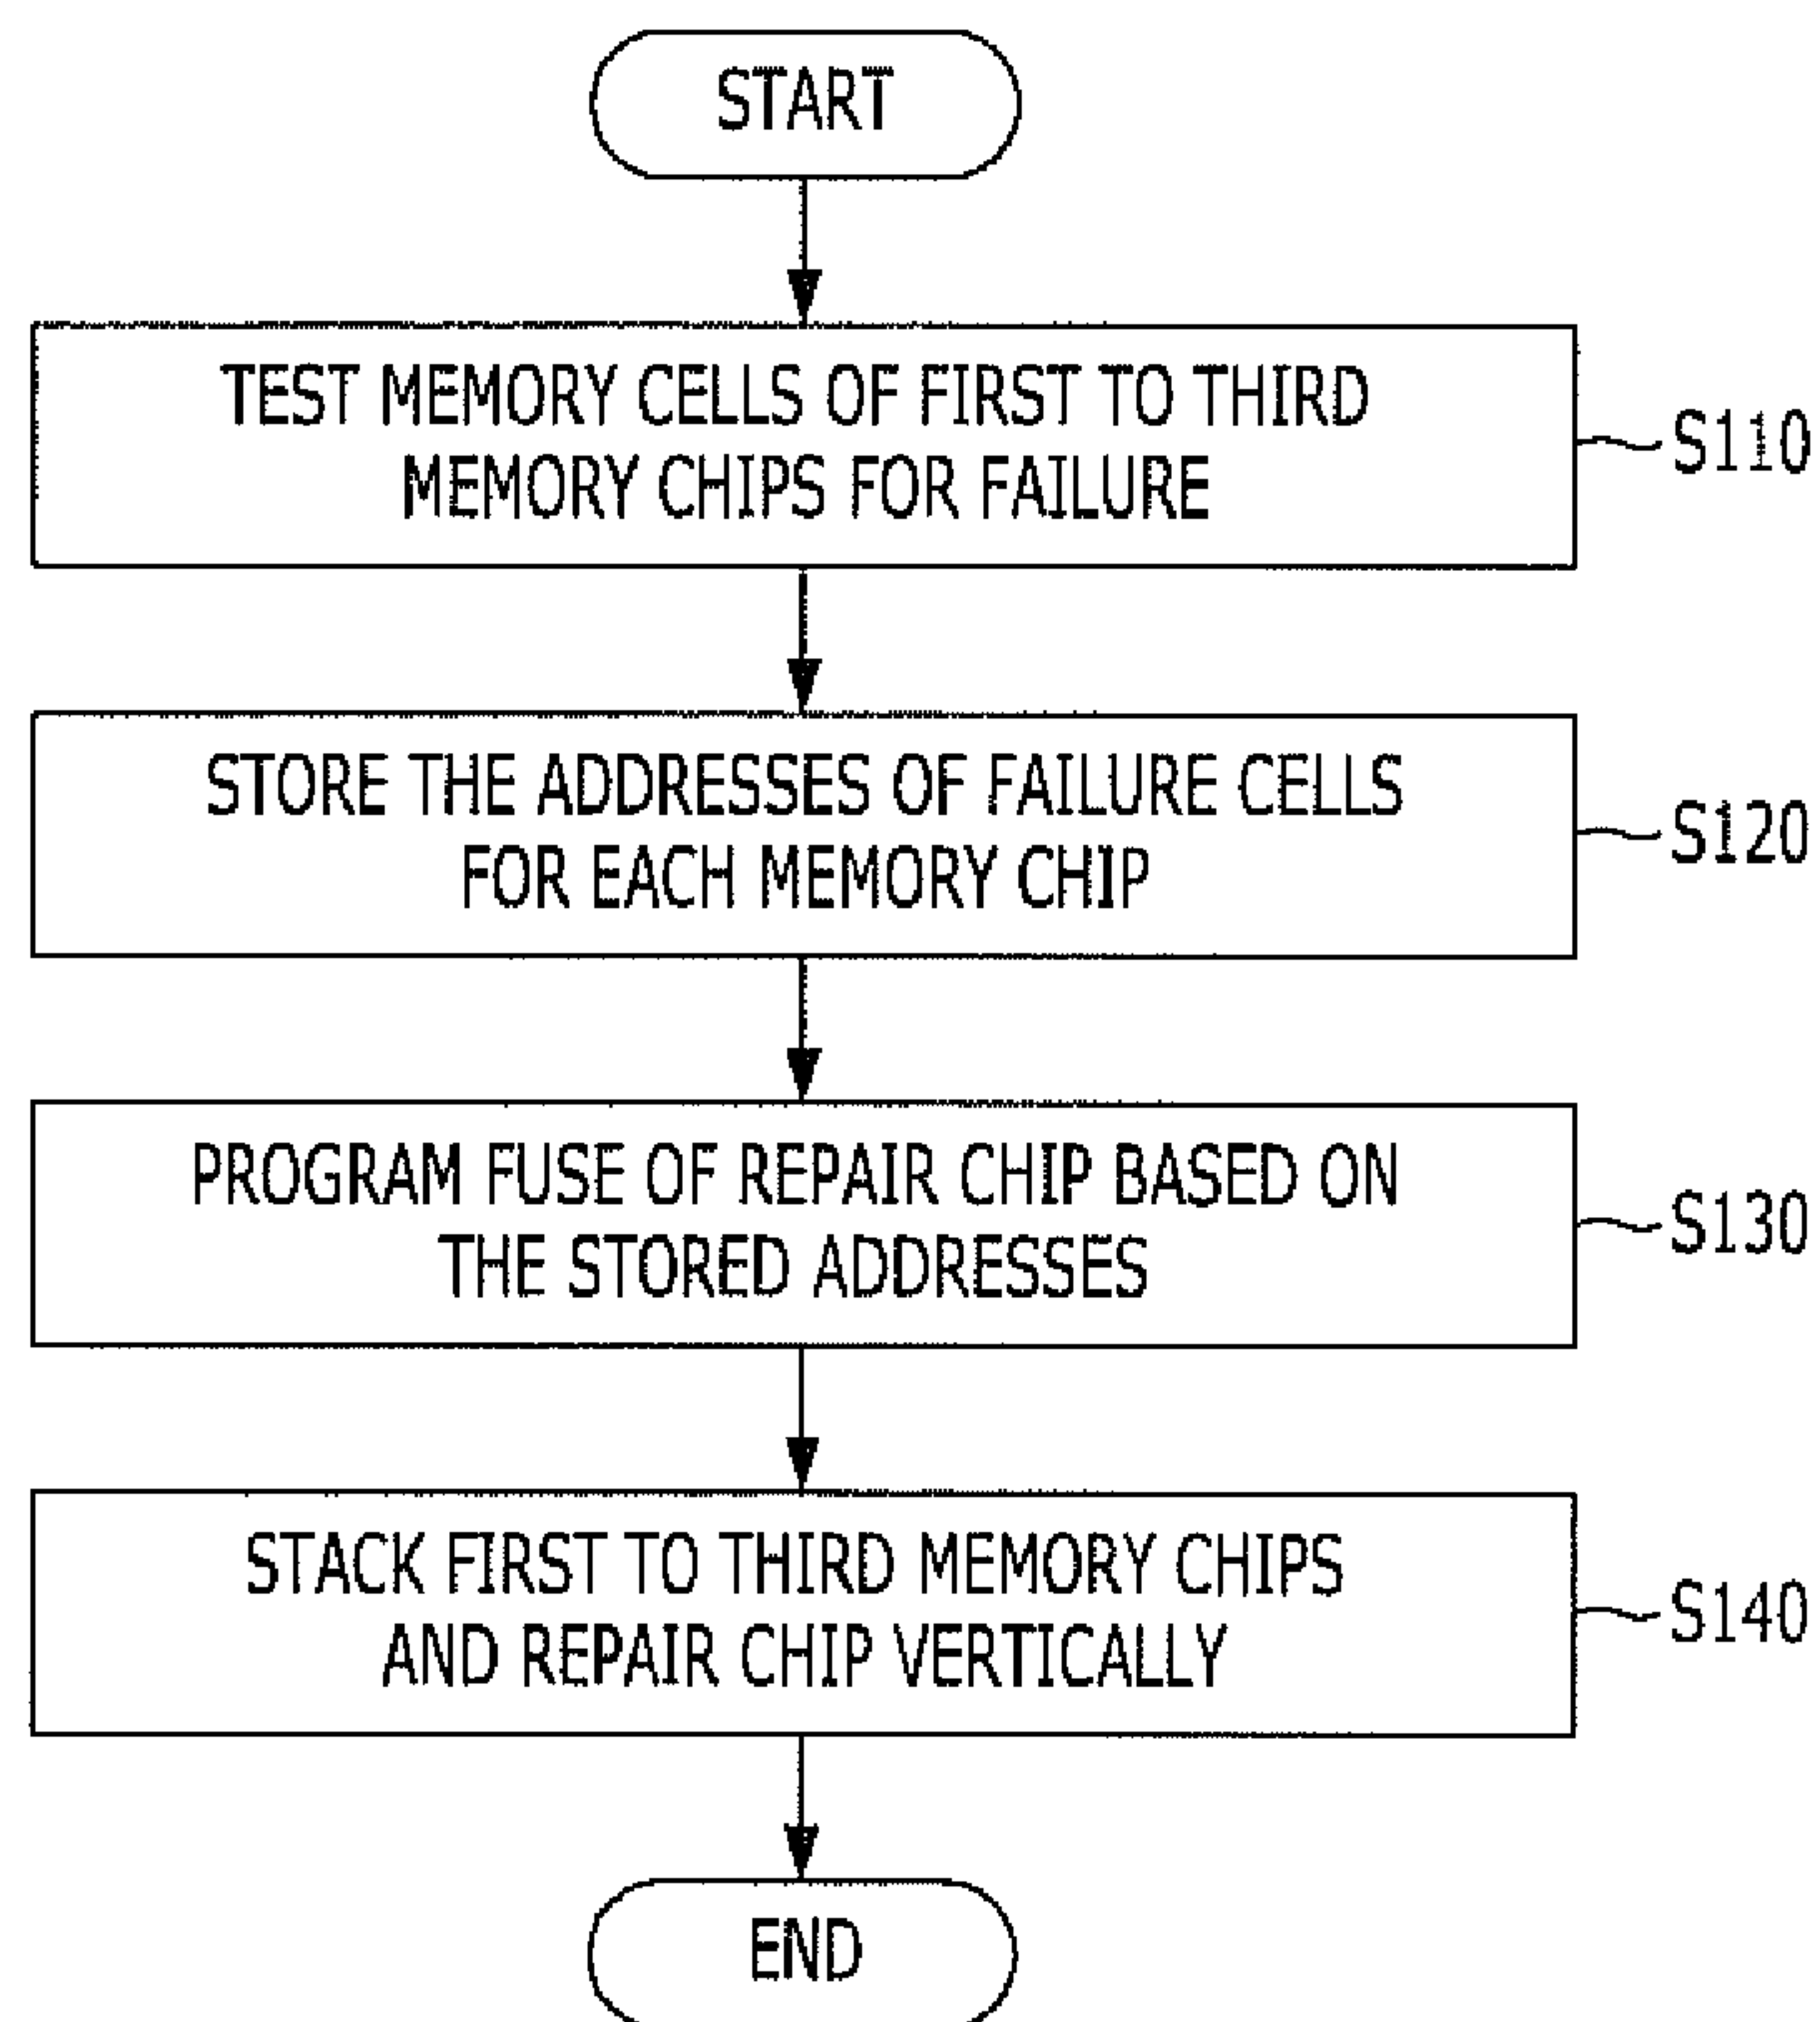 START
TEST MEMORY CELLS OF FIRST TO THIRD
MEMORY CHIPS FOR FAILURE
S110
STORE THE ADDRESSES OF FAILURE CELLS
FOR EACH MEMORY CHIP
S120
PROGRAM FUSE OF REPAIR CHIP BASED ON
THE STORED ADDRESSES
S130
STACK FIRST TO THIRD MEMORY CHIPS
AND REPAIR CHIP VERTICALLY
S140
END